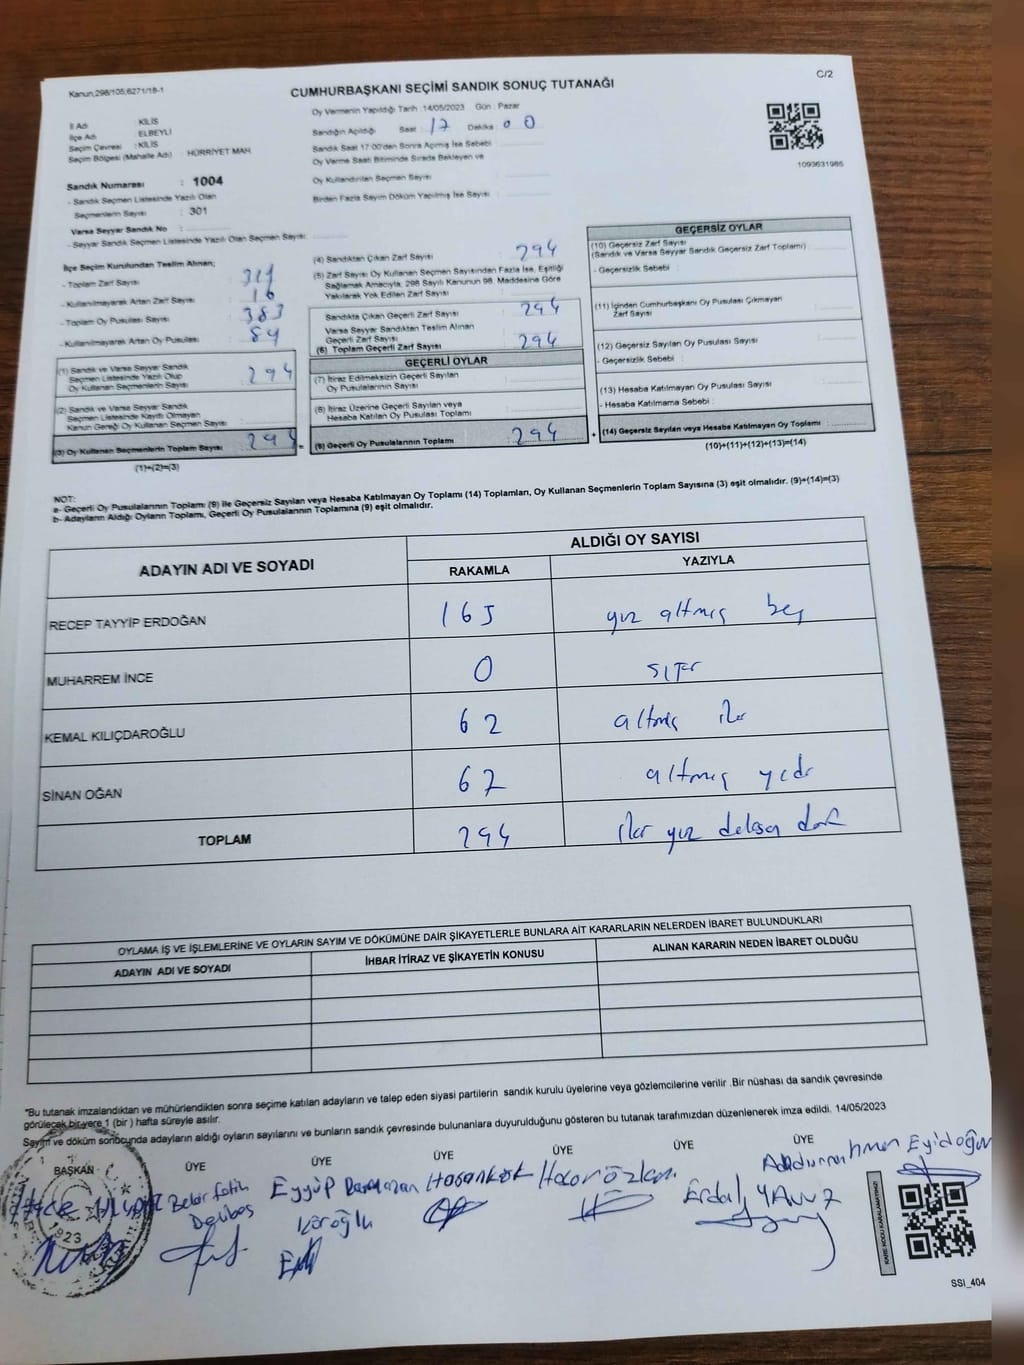 Kanun,298/105;6271/18-1
C/2
CUMHURBAŞKANI SEÇİMİ SANDIK SONUÇ TUTANAĞI
İl Adı : KİLİS
İlçe Adı : ELBEYLİ
Seçim Çevresi : KİLİS
Seçim Bölgesi (Mahalle Adı) HÜRRİYET MAH.
Oy Vermenin Yapıldığı Tarih 14/05/2023 Gün : Pazar
Sandığın Açıldığı Saat : 17 Dakika : 00
Sandık Saat 17:00'den Sonra Açımış İse Sebebi :
Oy Verme Saati Bitiminde Sırada Bekleyen ve
Oy Kullandırılan Seçmen Sayısı :
Birden Fazla Sayım Döküm Yapılmış İse Sayısı :
1093631985
Sandık Numarası : 1004
- Sandık Seçmen Listesinde Yazılı Olan
Seçmenlerin Sayısı : 301
Varsa Seyyar Sandık No :
- Seyyar Sandık Seçmen Listesinde Yazılı Olan Seçmen Sayısı:
İlçe Seçim Kurulundan Teslim Alınan;
- Toplam Zarf Sayısı :
- Kullanılmayarak Artan Zarf Sayısı : 16
- Toplam Oy Pusulası Sayısı : 383
- Kullanılmayarak Artan Oy Pusulası : 89
(1) Sandık ve Varsa Seyyar Sandık
Seçmen Listesinde Yazılı Olup
Oy Kullanan Seçmenlerin Sayısı : 294
(2) Sandık ve Varsa Seyyar Sandık
Seçmen Listesinde Kayıtlı Olmayan
Kanun Gereği Oy Kullanan Seçmen Sayısı :
(3) Oy Kullanan Seçmenlerin Toplam Sayısı : 294
(1)+(2)=(3)
(4) Sandıktan Çıkan Zarf Sayısı : 294
(5) Zarf Sayısı Oy Kullanan Seçmen Sayısından Fazla İse, Eşitliği
Sağlamak Amacıyla, 298 Sayılı Kanunun 98. Maddesine Göre
Yakılarak Yok Edilen Zarf Sayısı :
Sandıkta Çıkan Geçerli Zarf Sayısı : 294
Varsa Seyyar Sandıktan Teslim Alınan
Geçerli Zarf Sayısı :
(6) Toplam Geçerli Zarf Sayısı : 294
GEÇERLİ OYLAR
(7) İtiraz Edilmeksizin Geçerli Sayılan
Oy Pusulalarının Sayısı :
(8) İtiraz Üzerine Geçerli Sayılan veya
Hesaba Katılan Oy Pusulası Toplamı :
(9) Geçerli Oy Pusulalarının Toplamı : 294
GEÇERSİZ OYLAR
(10) Geçersiz Zarf Sayısı
(Sandık ve Varsa Seyyar Sandık Geçersiz Zarf Toplamı) :
- Geçersizlik Sebebi :
(11) İçinden Cumhurbaşkanı Oy Pusulası Çıkmayan
Zarf Sayısı :
(12) Geçersiz Sayılan Oy Pusulası Sayısı :
- Geçersizlik Sebebi :
(13) Hesaba Katılmayan Oy Pusulası Sayısı :
- Hesaba Katılmama Sebebi :
(14) Geçersiz Sayılan veya Hesaba Katılmayan Oy Toplamı :
(10)+(11)+(12)+(13)=(14)
NOT:
a- Geçerli Oy Pusulalarının Toplamı (9) ile Geçersiz Sayılan veya Hesaba Katılmayan Oy Toplamı (14) Toplamları, Oy Kullanan Seçmenlerin Toplam Sayısına (3) eşit olmalıdır. (9)+(14)=(3)
b- Adayların Aldığı Oyların Toplamı, Geçerli Oy Pusulalarının Toplamına (9) eşit olmalıdır.
ADAYIN ADI VE SOYADI
ALDIĞI OY SAYISI
RAKAMLA YAZIYLA
RECEP TAYYİP ERDOĞAN 165 yüz altmış beş
MUHARREM İNCE 0 sıfır
KEMAL KILIÇDAROĞLU 62 altmış iki
SİNAN OĞAN 67 altmış yedi
TOPLAM 294 iki yüz doksan dört
OYLAMA İŞ VE İŞLEMLERİNE VE OYLARIN SAYIM VE DÖKÜMÜNE DAİR ŞİKAYETLERLE BUNLARA AİT KARARLARIN NELERDEN İBARET BULUNDUKLARI
ADAYIN ADI VE SOYADI İHBAR İTİRAZ VE ŞİKAYETİN KONUSU ALINAN KARARIN NEDEN İBARET OLDUĞU
"Bu tutanak imzalandıktan ve mühürlendikten sonra seçime katılan adayların ve talep eden siyasi partilerin sandık kurulu üyelerine veya gözlemcilerine verilir .Bir nüshası da sandık çevresinde
görülecek bir yere 1 (bir ) hafta süreyle asılır.
Sayım ve döküm sonucunda adayların aldığı oyların sayılarını ve bunların sandık çevresinde bulunanlara duyurulduğunu gösteren bu tutanak tarafımızdan düzenlenerek imza edildi. 14/05/2023
BAŞKAN ÜYE ÜYE ÜYE ÜYE ÜYE ÜYE
Fatih
Delibaş
Eyyüp Ramazan
Köroğlu
Hasan Kök
Özlem
Erdal YAVUZ
Abdurrahman Eyidoğan
1923
KARE KODU KARALAMAYINIZ!
SSI_404